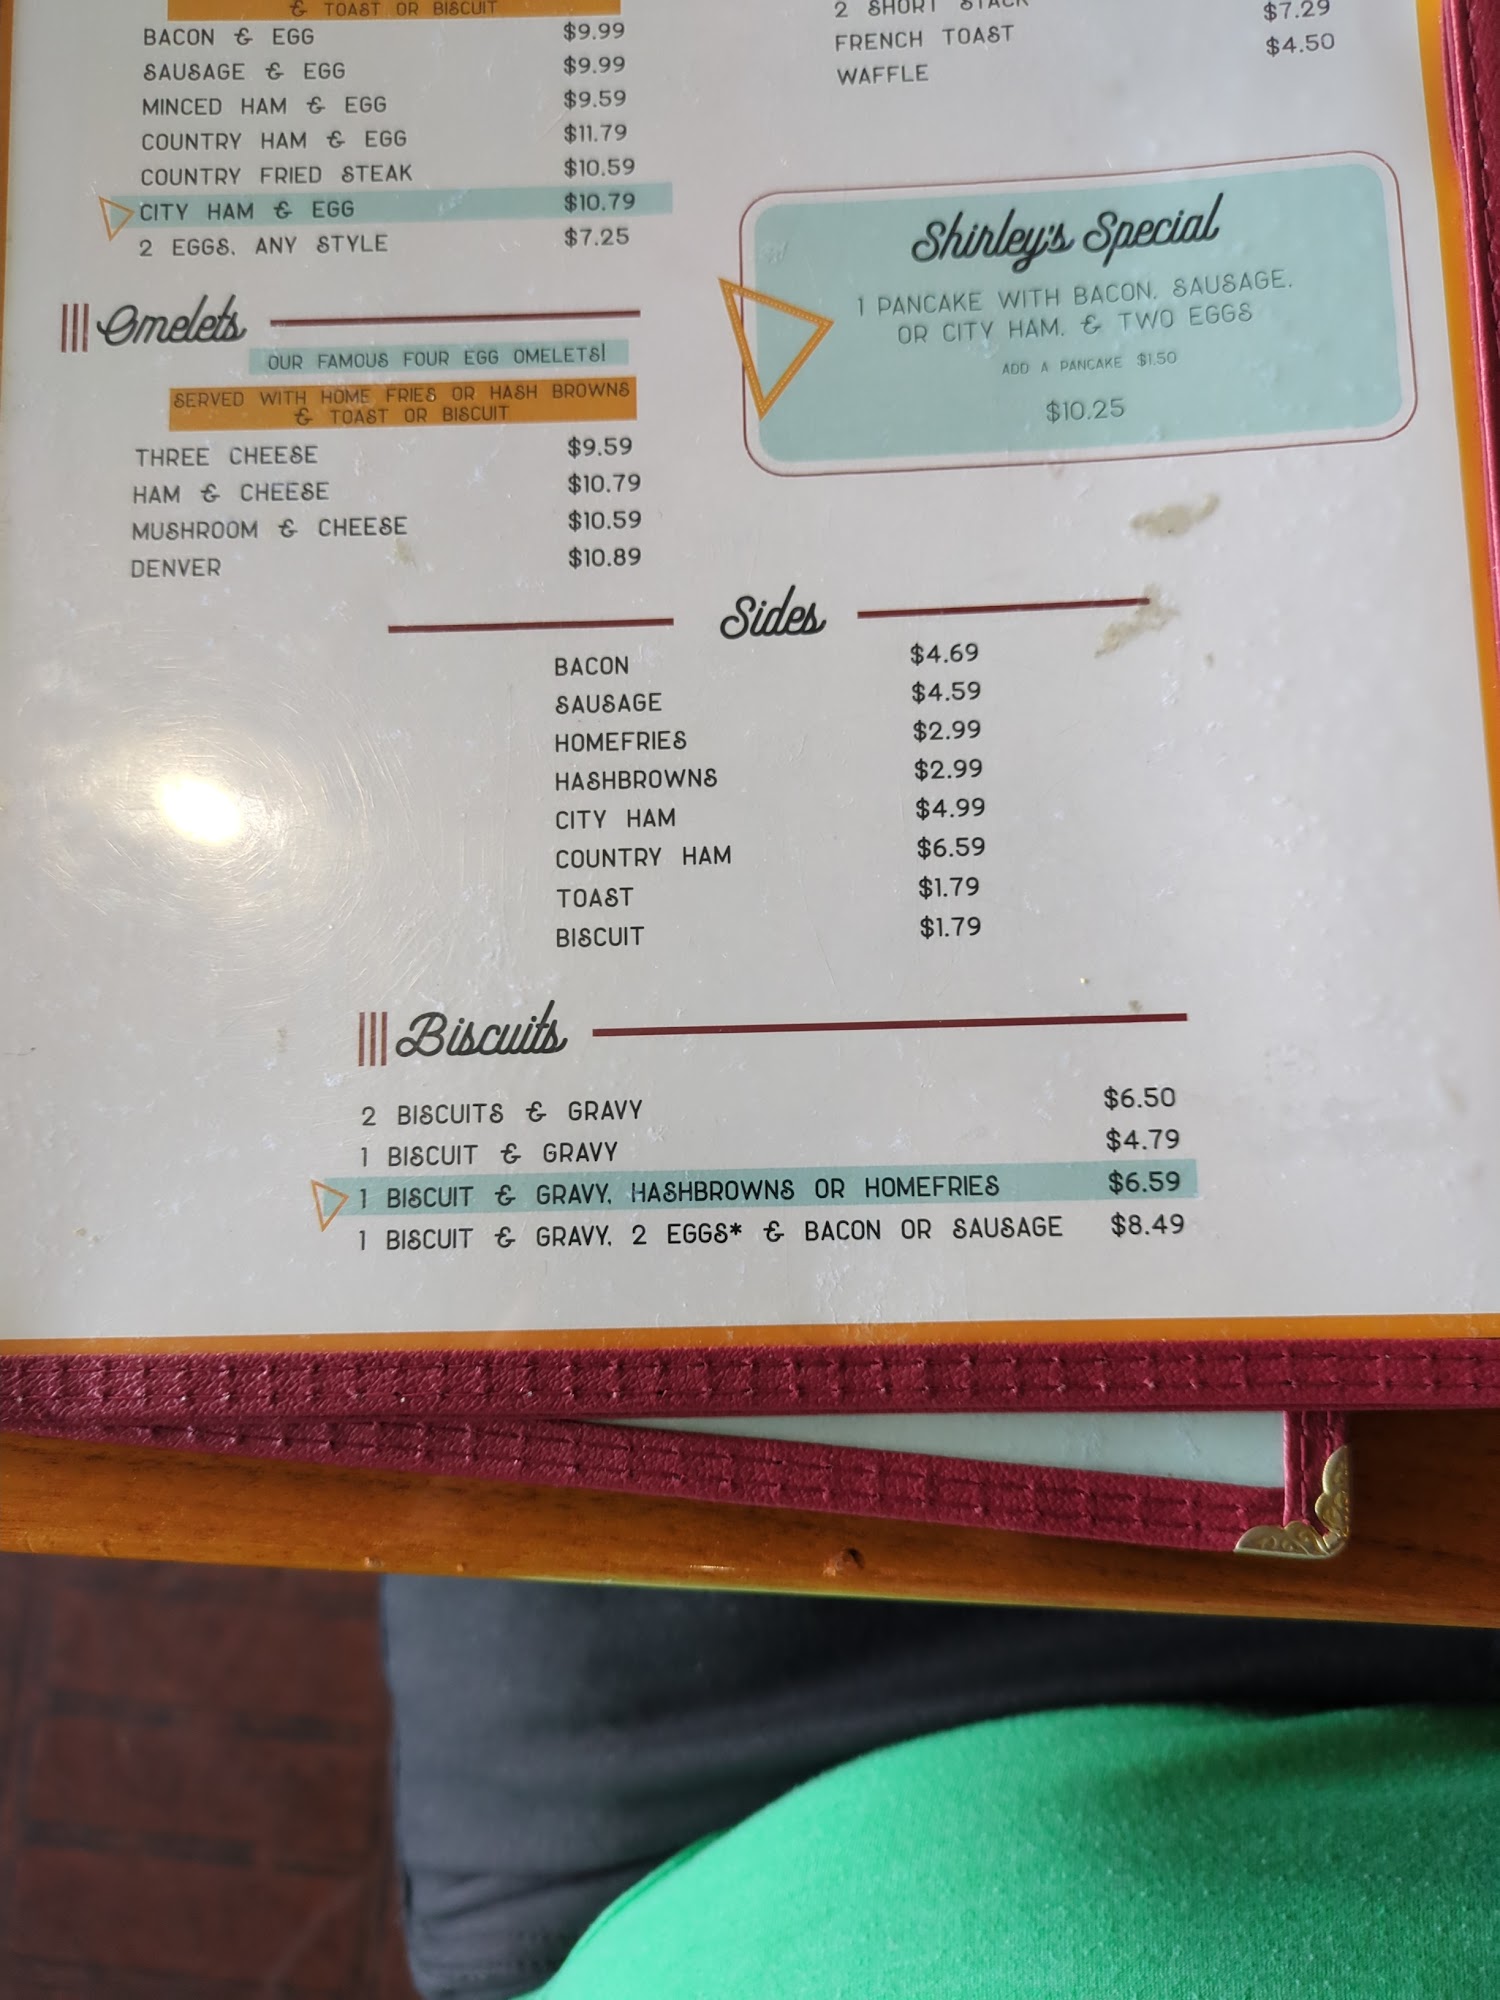 & TOAST OR BISCUIT
BACON & EGG $9.99
SAUSAGE & EGG $9.99
MINCED HAM & EGG $9.59
COUNTRY HAM & EGG $11.79
COUNTRY FRIED STEAK $10.59
CITY HAM & EGG $10.79
2 EGGS, ANY STYLE $7.25
Omelets
OUR FAMOUS FOUR EGG OMELETS!
SERVED WITH HOME FRIES OR HASH BROWNS
& TOAST OR BISCUIT
THREE CHEESE $9.59
HAM & CHEESE $10.79
MUSHROOM & CHEESE $10.59
DENVER $10.89
2 SHORT STACK
FRENCH TOAST $7.29
WAFFLE $4.50
Shirley's Special
1 PANCAKE WITH BACON, SAUSAGE,
OR CITY HAM, & TWO EGGS
ADD A PANCAKE $1.50
$10.25
Sides
BACON $4.69
SAUSAGE $4.59
HOMEFRIES $2.99
HASHBROWNS $2.99
CITY HAM $4.99
COUNTRY HAM $6.59
TOAST $1.79
BISCUIT $1.79
Biscuits
2 BISCUITS & GRAVY $6.50
1 BISCUIT & GRAVY $4.79
1 BISCUIT & GRAVY, HASHBROWNS OR HOMEFRIES $6.59
1 BISCUIT & GRAVY, 2 EGGS* & BACON OR SAUSAGE $8.49